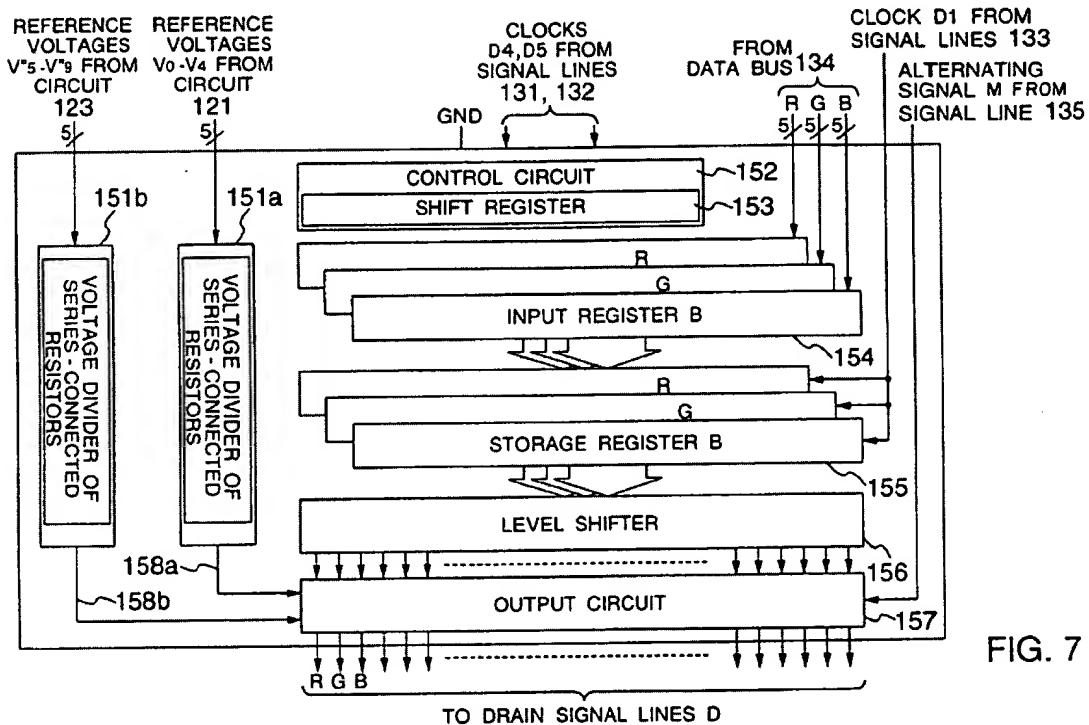 REFERENCE
VOLTAGES
V"5-V"9 FROM
CIRCUIT
123
REFERENCE
VOLTAGES
V0-V4 FROM
CIRCUIT
121
CLOCKS
D4,D5 FROM
SIGNAL LINES
131, 132
GND
FROM
DATA BUS 134
R G B
CLOCK D1 FROM
SIGNAL LINES 133
ALTERNATING
SIGNAL M FROM
SIGNAL LINE 135
5
5
5 5 5
CONTROL CIRCUIT
152
SHIFT REGISTER
153
151b
151a
VOLTAGE DIVIDER OF
SERIES-CONNECTED
RESISTORS
VOLTAGE DIVIDER OF
SERIES-CONNECTED
RESISTORS
R
G
INPUT REGISTER B
154
R
G
STORAGE REGISTER B
155
LEVEL SHIFTER
156
158a
158b
OUTPUT CIRCUIT
157
R G B
TO DRAIN SIGNAL LINES D
FIG. 7